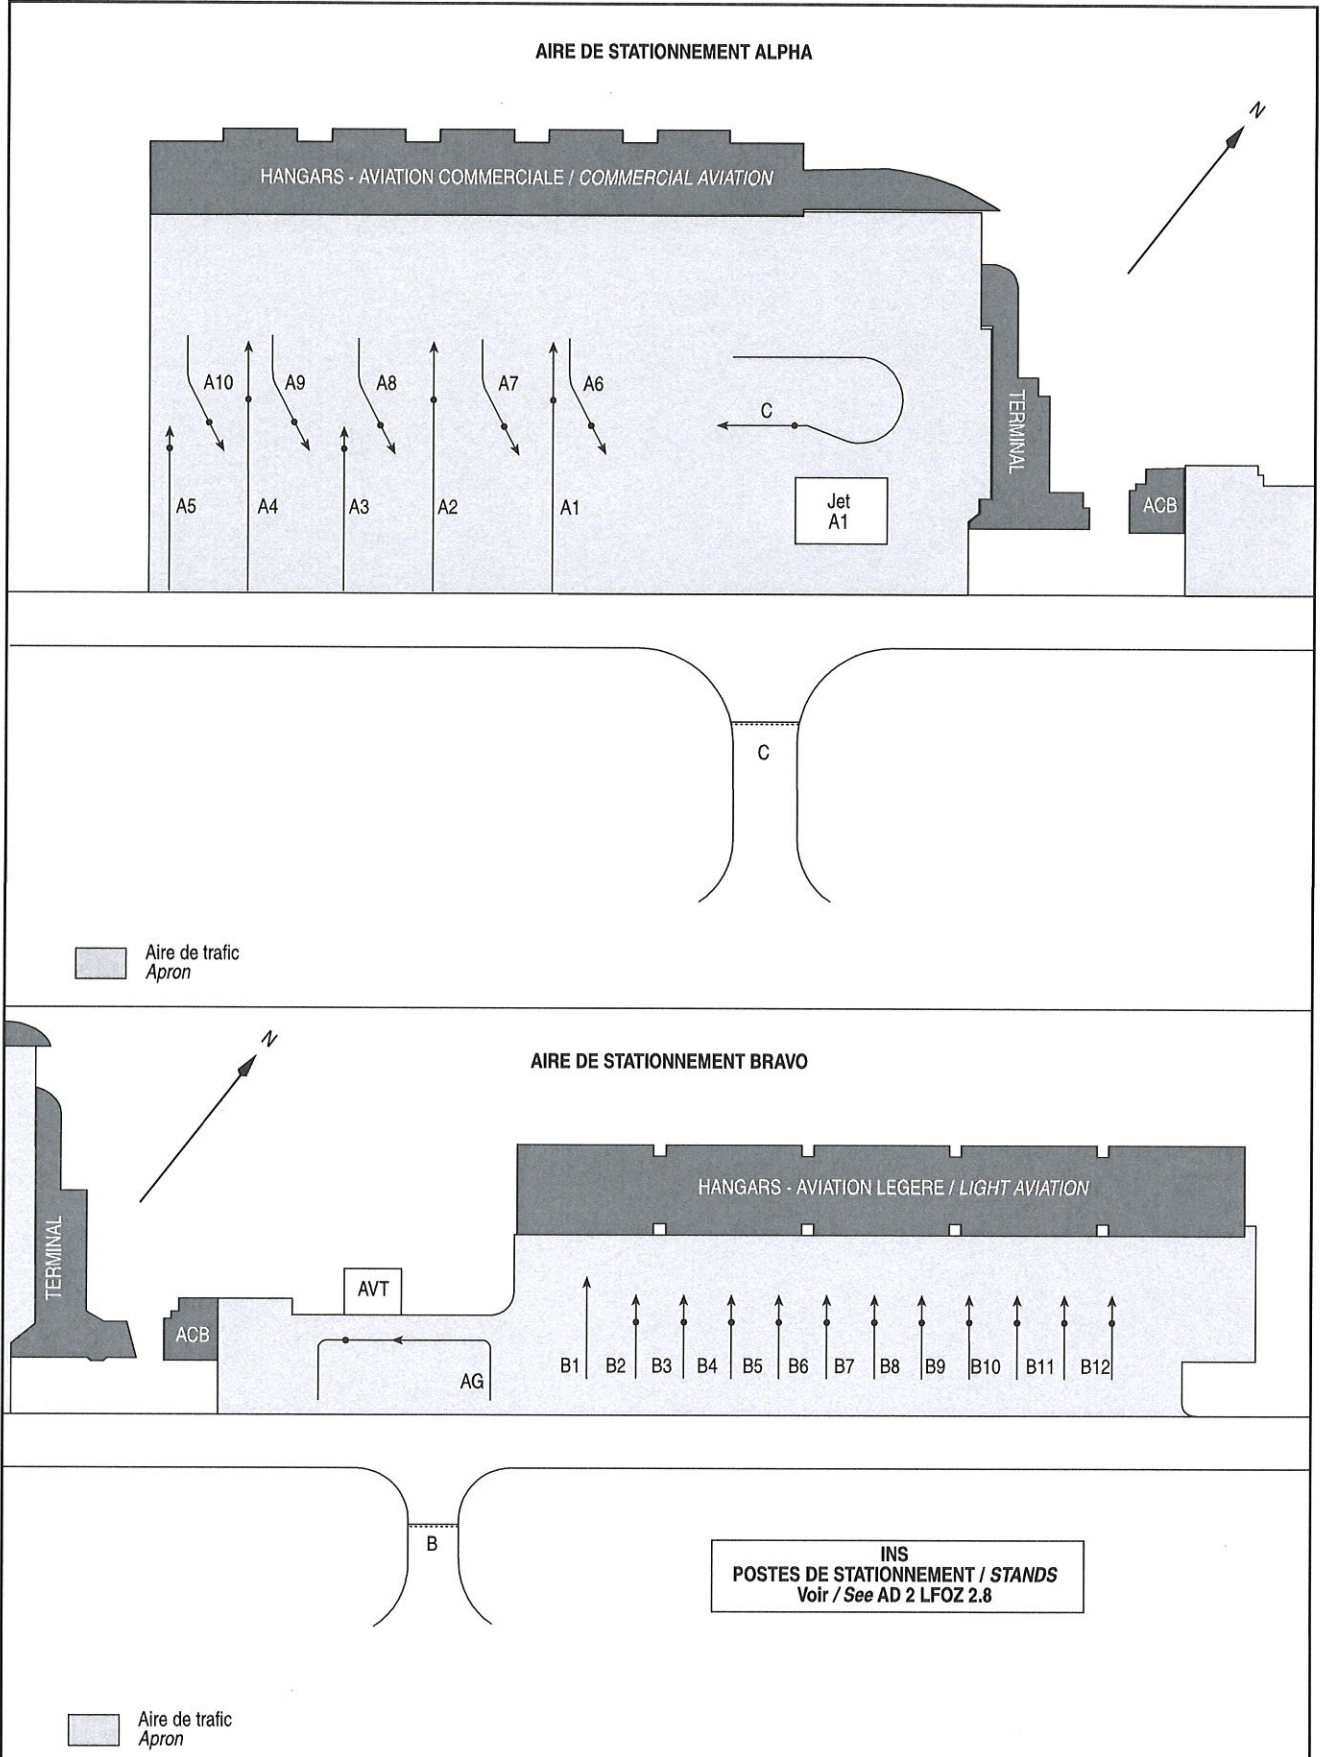 AIRE DE STATIONNEMENT ALPHA
N
HANGARS - AVIATION COMMERCIALE / COMMERCIAL AVIATION
A10
A9
A8
A7
A6
C
TERMINAL
A5
A4
A3
A2
A1
Jet
A1
ACB
C
Aire de trafic
Apron
N
AIRE DE STATIONNEMENT BRAVO
HANGARS - AVIATION LEGERE / LIGHT AVIATION
TERMINAL
AVT
ACB
AG
B1
B2
B3
B4
B5
B6
B7
B8
B9
B10
B11
B12
B
INS
POSTES DE STATIONNEMENT / STANDS
Voir / See AD 2 LFOZ 2.8
Aire de trafic
Apron